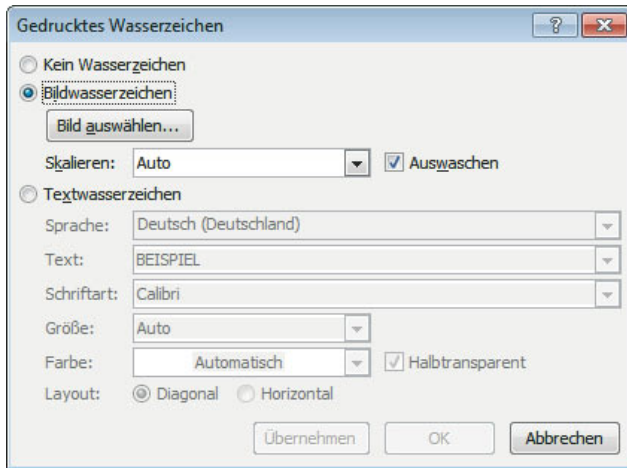 Gedrucktes Wasserzeichen
Kein Wasserzeichen
Bildwasserzeichen
Bild auswählen...
Skalieren: Auto Auswaschen
Textwasserzeichen
Sprache: Deutsch (Deutschland)
Text: BEISPIEL
Schriftart: Calibri
Größe: Auto
Farbe: Automatisch Halbtransparent
Layout: Diagonal Horizontal
Übernehmen OK Abbrechen